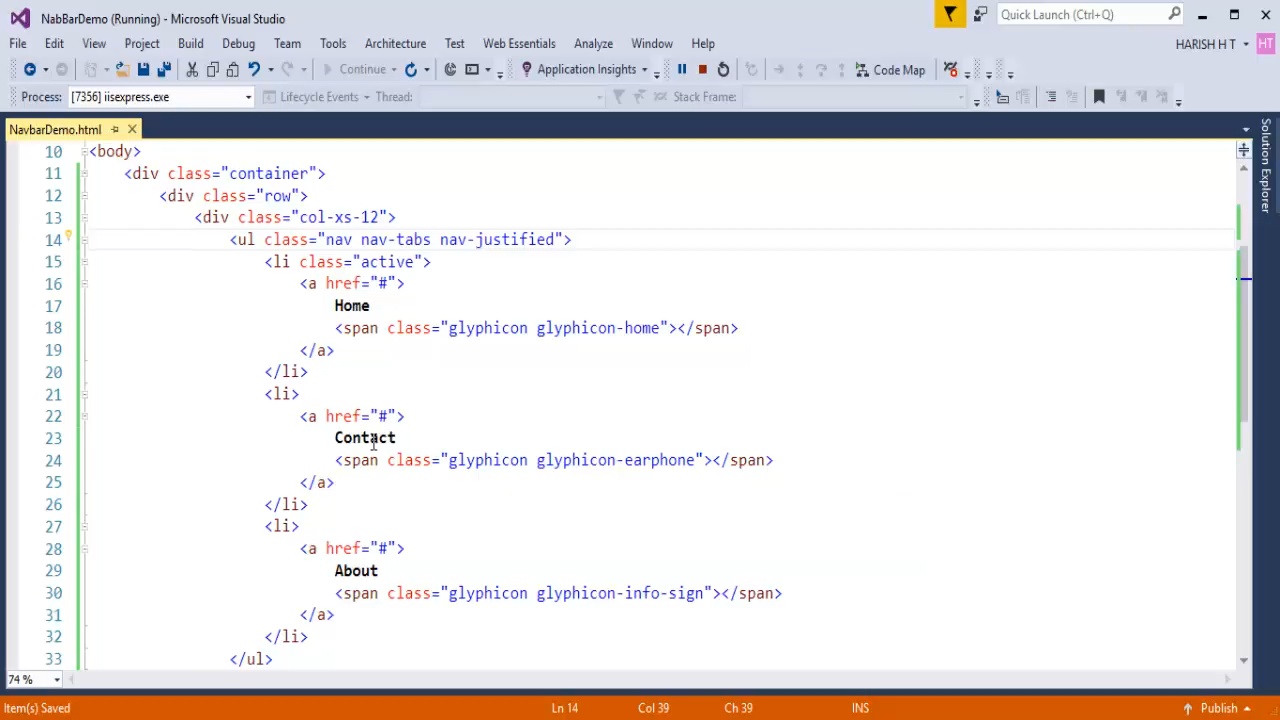 NabBarDemo (Running) - Microsoft Visual Studio
Quick Launch (Ctrl+Q)
File Edit View Project Build Debug Team Tools Architecture Test Web Essentials Analyze Window Help
HARISH H T HT
Continue Application Insights Code Map
Process: [7356] iisexpress.exe Lifecycle Events Thread: Stack Frame:
NavbarDemo.html
Solution Explorer
10 <body>
11 <div class="container">
12 <div class="row">
13 <div class="col-xs-12">
14 <ul class="nav nav-tabs nav-justified">
15 <li class="active">
16 <a href="#">
17 Home
18 <span class="glyphicon glyphicon-home"></span>
19 </a>
20 </li>
21 <li>
22 <a href="#">
23 Contact
24 <span class="glyphicon glyphicon-earphone"></span>
25 </a>
26 </li>
27 <li>
28 <a href="#">
29 About
30 <span class="glyphicon glyphicon-info-sign"></span>
31 </a>
32 </li>
33 </ul>
74 %
Item(s) Saved Ln 14 Col 39 Ch 39 INS Publish